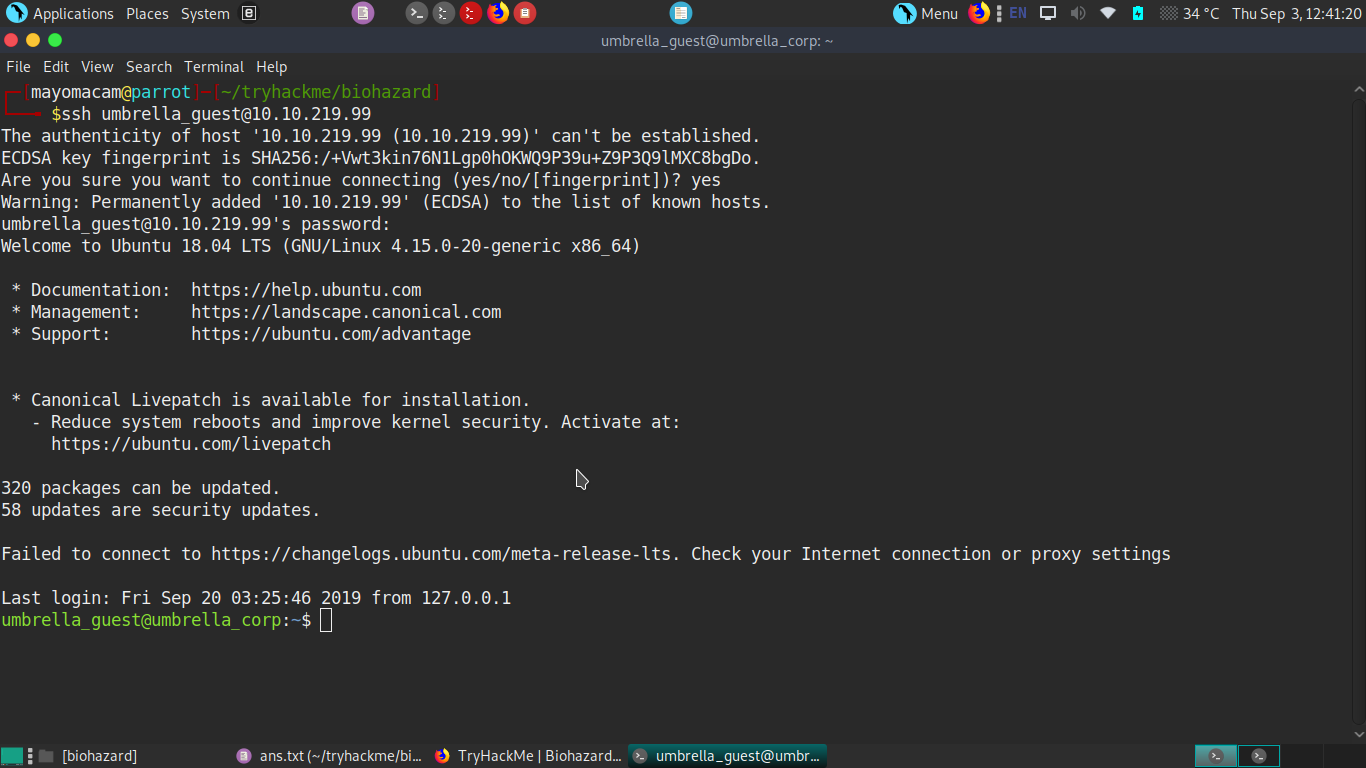 Applications Places System Menu EN 34 °C Thu Sep 3, 12:41:20
umbrella_guest@umbrella_corp: ~
File Edit View Search Terminal Help
┌─[mayomacam@parrot]─[~/tryhackme/biohazard]
└──╼ $ssh umbrella_guest@10.10.219.99
The authenticity of host '10.10.219.99 (10.10.219.99)' can't be established.
ECDSA key fingerprint is SHA256:/+Vwt3kin76N1Lgp0hOKWQ9P39u+Z9P3Q9lMXC8bgDo.
Are you sure you want to continue connecting (yes/no/[fingerprint])? yes
Warning: Permanently added '10.10.219.99' (ECDSA) to the list of known hosts.
umbrella_guest@10.10.219.99's password:
Welcome to Ubuntu 18.04 LTS (GNU/Linux 4.15.0-20-generic x86_64)
* Documentation:  https://help.ubuntu.com
* Management:     https://landscape.canonical.com
* Support:        https://ubuntu.com/advantage
* Canonical Livepatch is available for installation.
- Reduce system reboots and improve kernel security. Activate at:
https://ubuntu.com/livepatch
320 packages can be updated.
58 updates are security updates.
Failed to connect to https://changelogs.ubuntu.com/meta-release-lts. Check your Internet connection or proxy settings
Last login: Fri Sep 20 03:25:46 2019 from 127.0.0.1
umbrella_guest@umbrella_corp:~$
[biohazard] ans.txt (~/tryhackme/bi... TryHackMe | Biohazard... umbrella_guest@umbr...